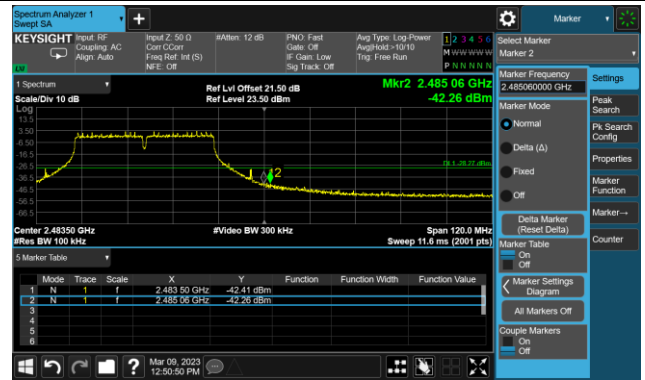 Spectrum Analyzer 1
Swept SA
Marker
KEYSIGHT
Input: RF
Coupling: AC
Align: Auto
Input Z: 50 Ω
Corr CCorr
Freq Ref: Int (S)
NFE: Off
#Atten: 12 dB
PNO: Fast
Gate: Off
IF Gain: Low
Sig Track: Off
Avg Type: Log-Power
Avg|Hold:>10/10
Trig: Free Run
1 2 3 4 5 6
M W W W W W
P N N N N N
LM
Select Marker
Marker 2
1 Spectrum
Scale/Div 10 dB
Ref Lvl Offset 21.50 dB
Ref Level 23.50 dBm
Mkr2 2.485 06 GHz
-42.26 dBm
Log
13.5
3.50
-6.50
-16.5
-26.5
-36.5
-46.5
-56.5
-66.5
DL1 -28.27 dBm
2
Center 2.48350 GHz
#Res BW 100 kHz
#Video BW 300 kHz
Span 120.0 MHz
Sweep 11.6 ms (2001 pts)
5 Marker Table
Mode Trace Scale X Y Function Function Width Function Value
1 N 1 f 2.483 50 GHz -42.41 dBm
2 N 1 f 2.485 06 GHz -42.26 dBm
3
4
5
6
Marker Frequency
2.485060000 GHz
Marker Mode
Normal
Delta (Δ)
Fixed
Off
Delta Marker
(Reset Delta)
Marker Table
On
Off
Marker Settings
Diagram
All Markers Off
Couple Markers
On
Off
Settings
Peak
Search
Pk Search
Config
Properties
Marker
Function
Marker→
Counter
?
Mar 09, 2023
12:50:50 PM